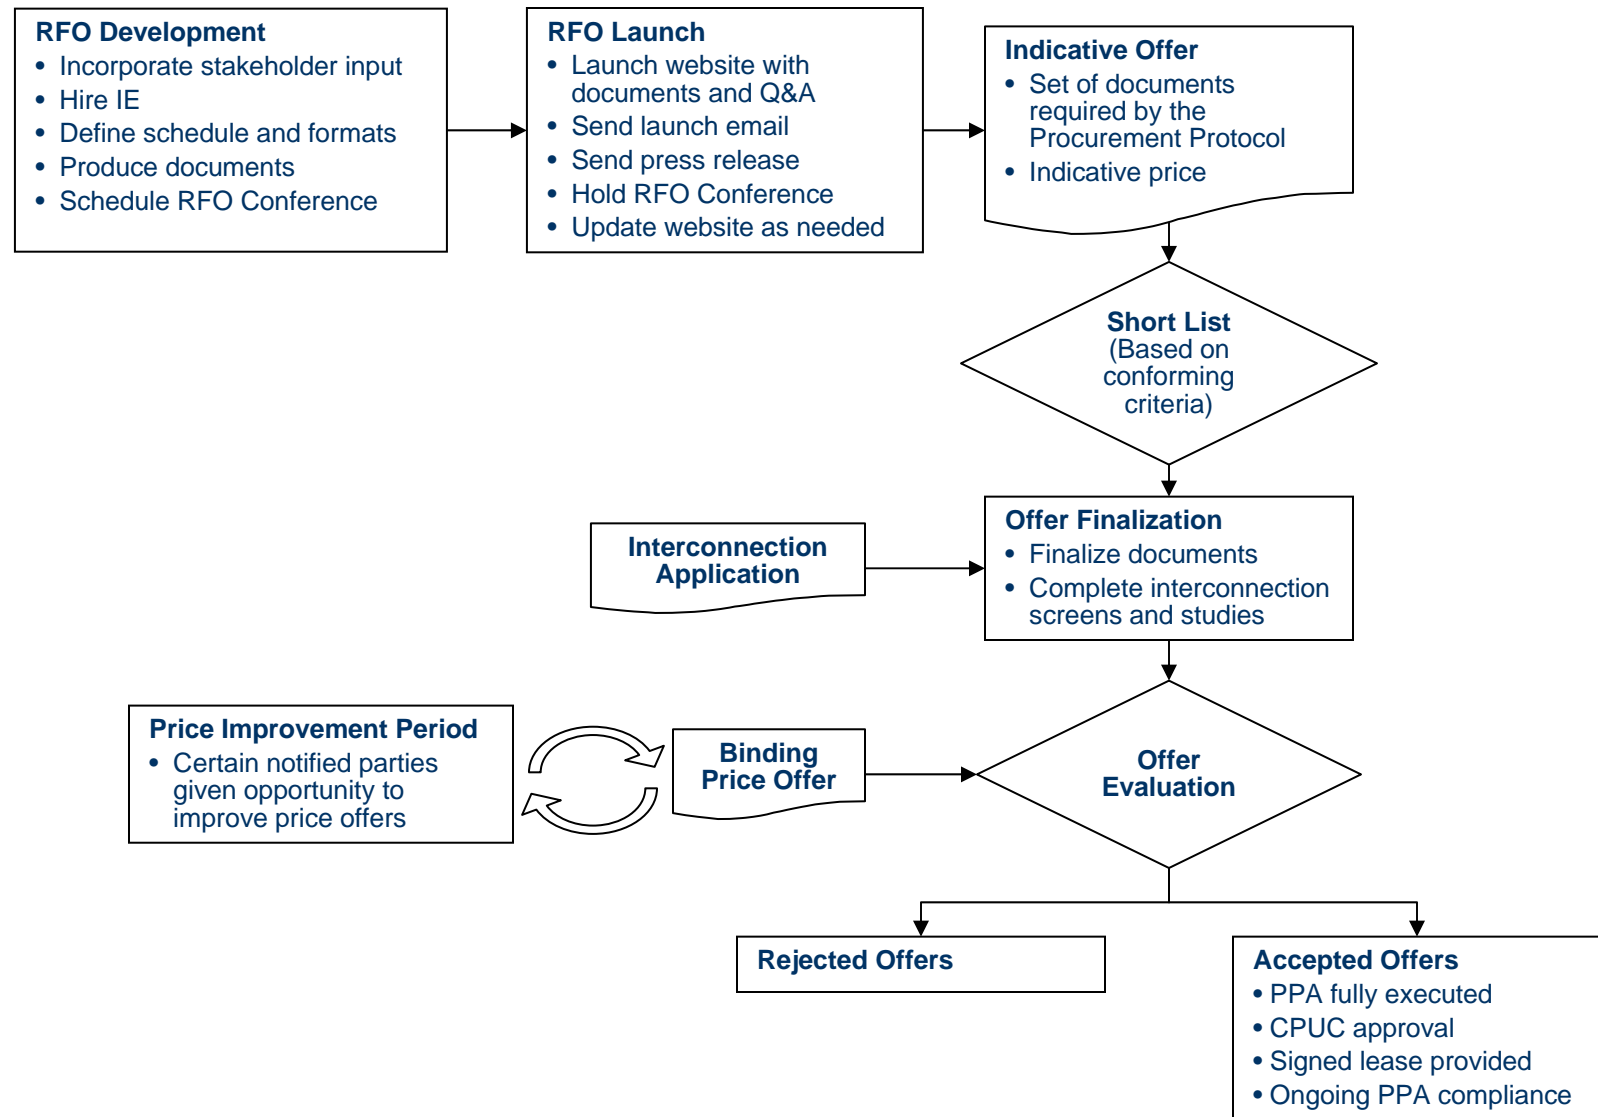 RFO Development
• Incorporate stakeholder input
• Hire IE
• Define schedule and formats
• Produce documents
• Schedule RFO Conference
RFO Launch
• Launch website with
documents and Q&A
• Send launch email
• Send press release
• Hold RFO Conference
• Update website as needed
Indicative Offer
• Set of documents
required by the
Procurement Protocol
• Indicative price
Short List
(Based on
conforming
criteria)
Interconnection
Application
Offer Finalization
• Finalize documents
• Complete interconnection
screens and studies
Price Improvement Period
• Certain notified parties
given opportunity to
improve price offers
Binding
Price Offer
Offer
Evaluation
Rejected Offers
Accepted Offers
• PPA fully executed
• CPUC approval
• Signed lease provided
• Ongoing PPA compliance